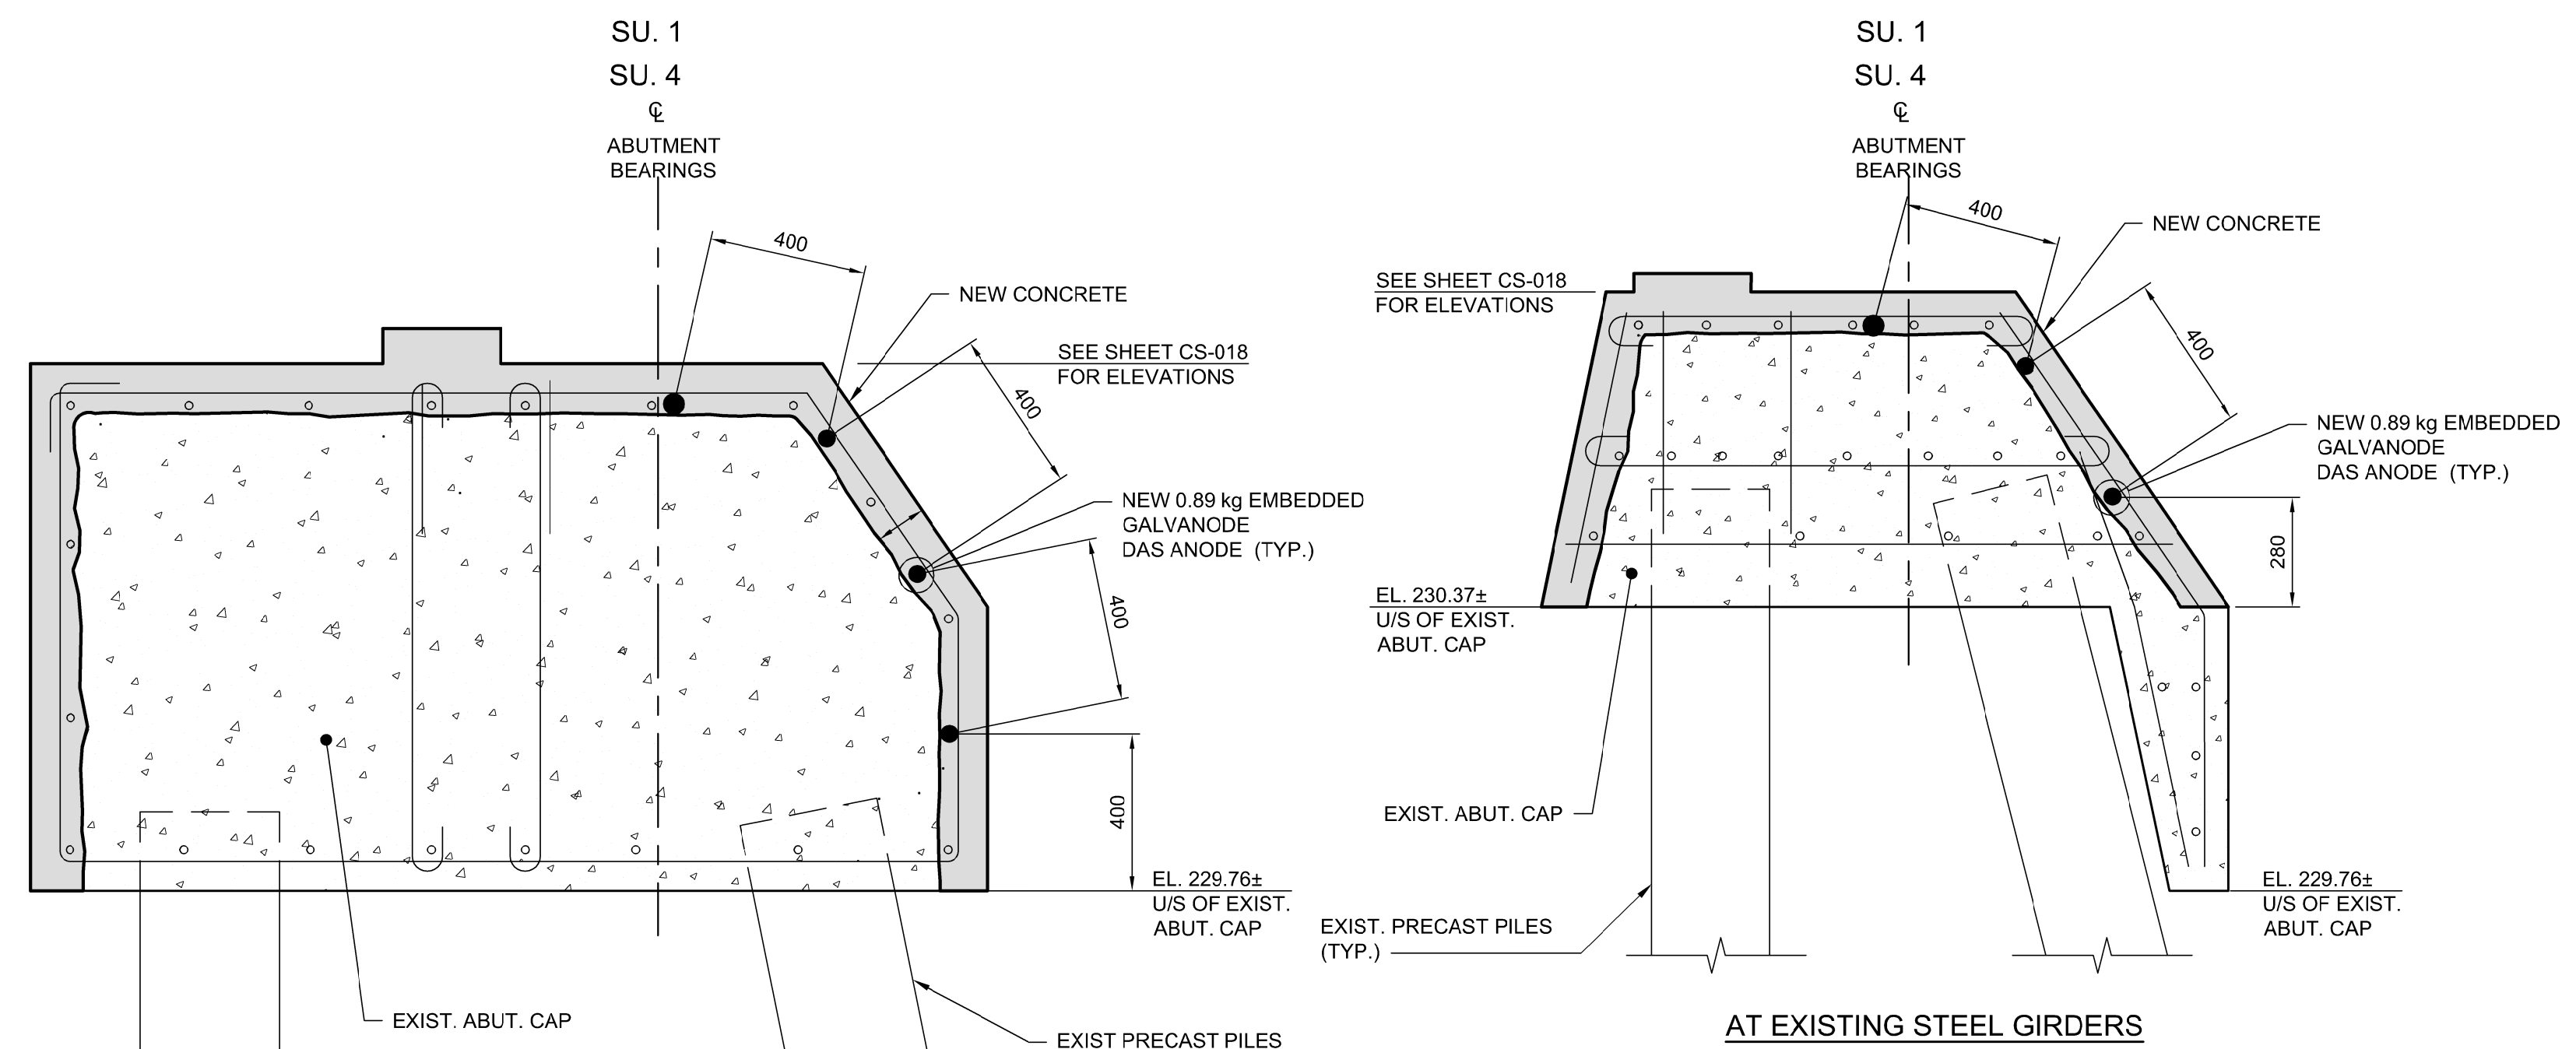 SU. 1
SU. 4
℄
ABUTMENT
BEARINGS
400
NEW CONCRETE
SEE SHEET CS-018
FOR ELEVATIONS
400
NEW 0.89 kg EMBEDDED
GALVANODE
DAS ANODE (TYP.)
400
400
EL. 229.76±
U/S OF EXIST.
ABUT. CAP
EXIST. ABUT. CAP
EXIST PRECAST PILES
SU. 1
SU. 4
℄
ABUTMENT
BEARINGS
400
NEW CONCRETE
SEE SHEET CS-018
FOR ELEVATIONS
400
NEW 0.89 kg EMBEDDED
GALVANODE
DAS ANODE (TYP.)
280
EL. 230.37±
U/S OF EXIST.
ABUT. CAP
EXIST. ABUT. CAP
EXIST. PRECAST PILES
(TYP.)
EL. 229.76±
U/S OF EXIST.
ABUT. CAP
AT EXISTING STEEL GIRDERS